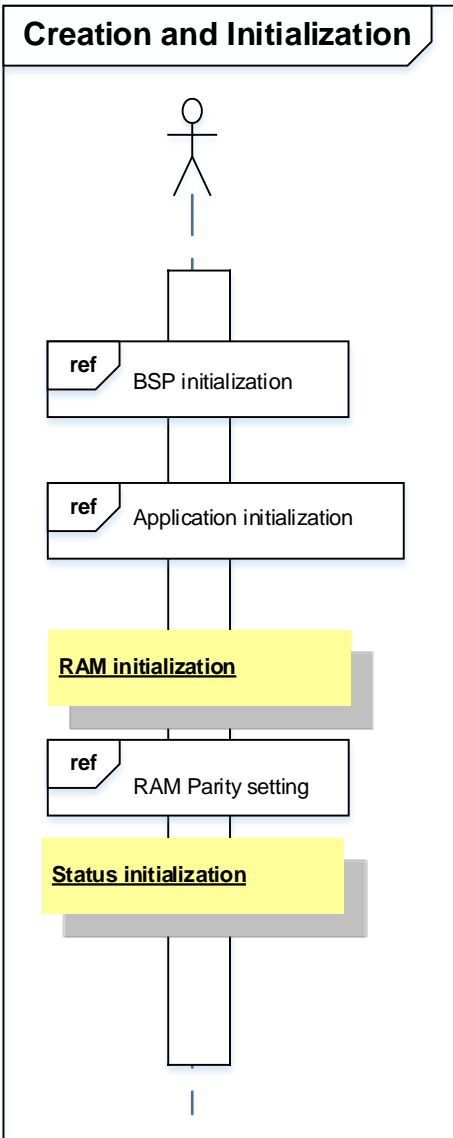 Creation and Initialization
ref
BSP initialization
ref
Application initialization
RAM initialization
ref
RAM Parity setting
Status initialization